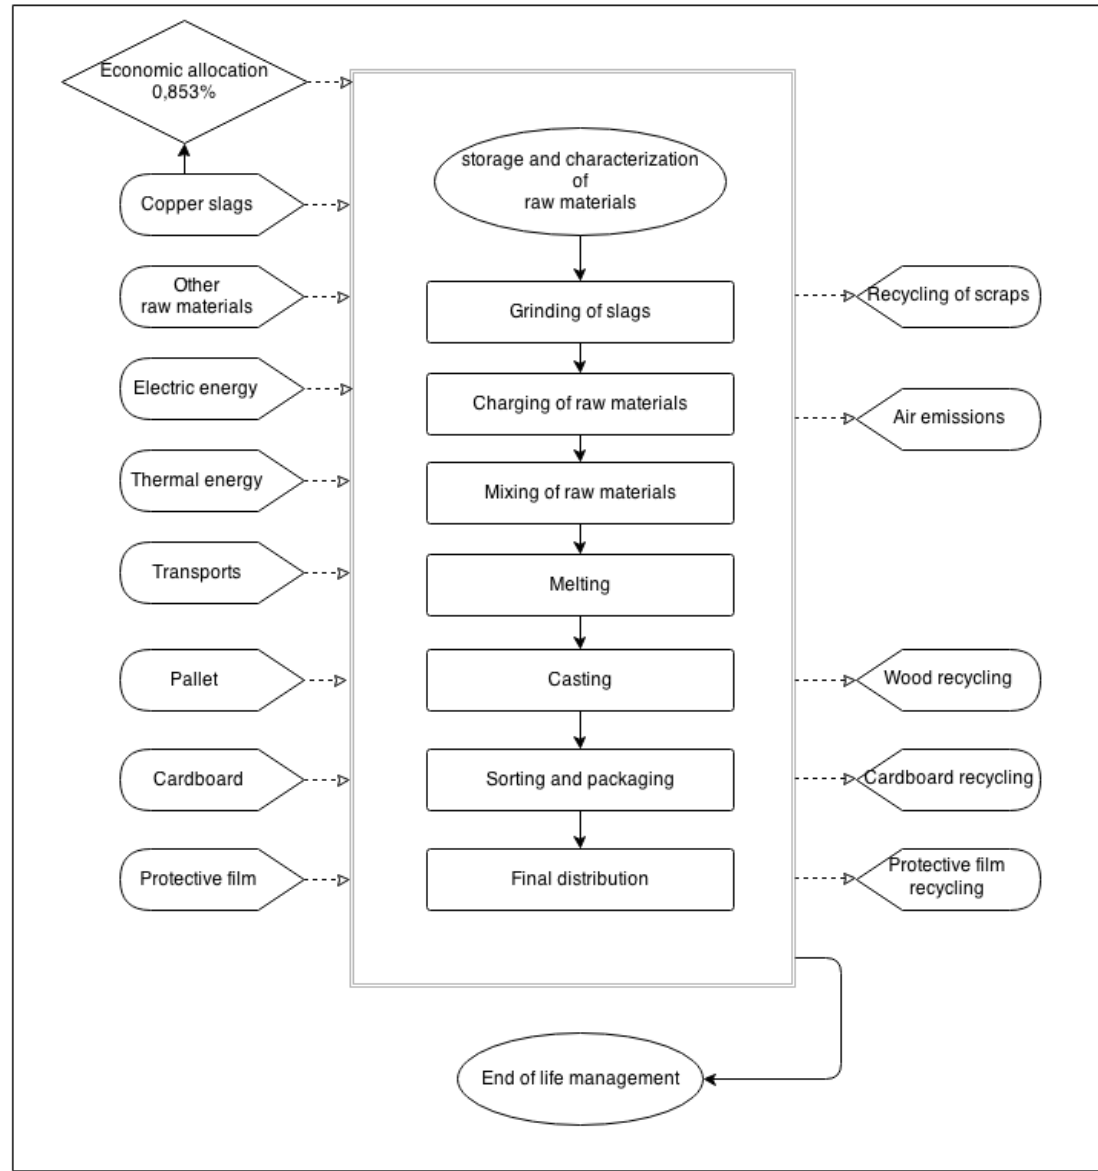 Economic allocation
0,853%
Copper slags
Other
raw materials
Electric energy
Thermal energy
Transports
Pallet
Cardboard
Protective film
storage and characterization
of
raw materials
Grinding of slags
Charging of raw materials
Mixing of raw materials
Melting
Casting
Sorting and packaging
Final distribution
Recycling of scraps
Air emissions
Wood recycling
Cardboard recycling
Protective film
recycling
End of life management